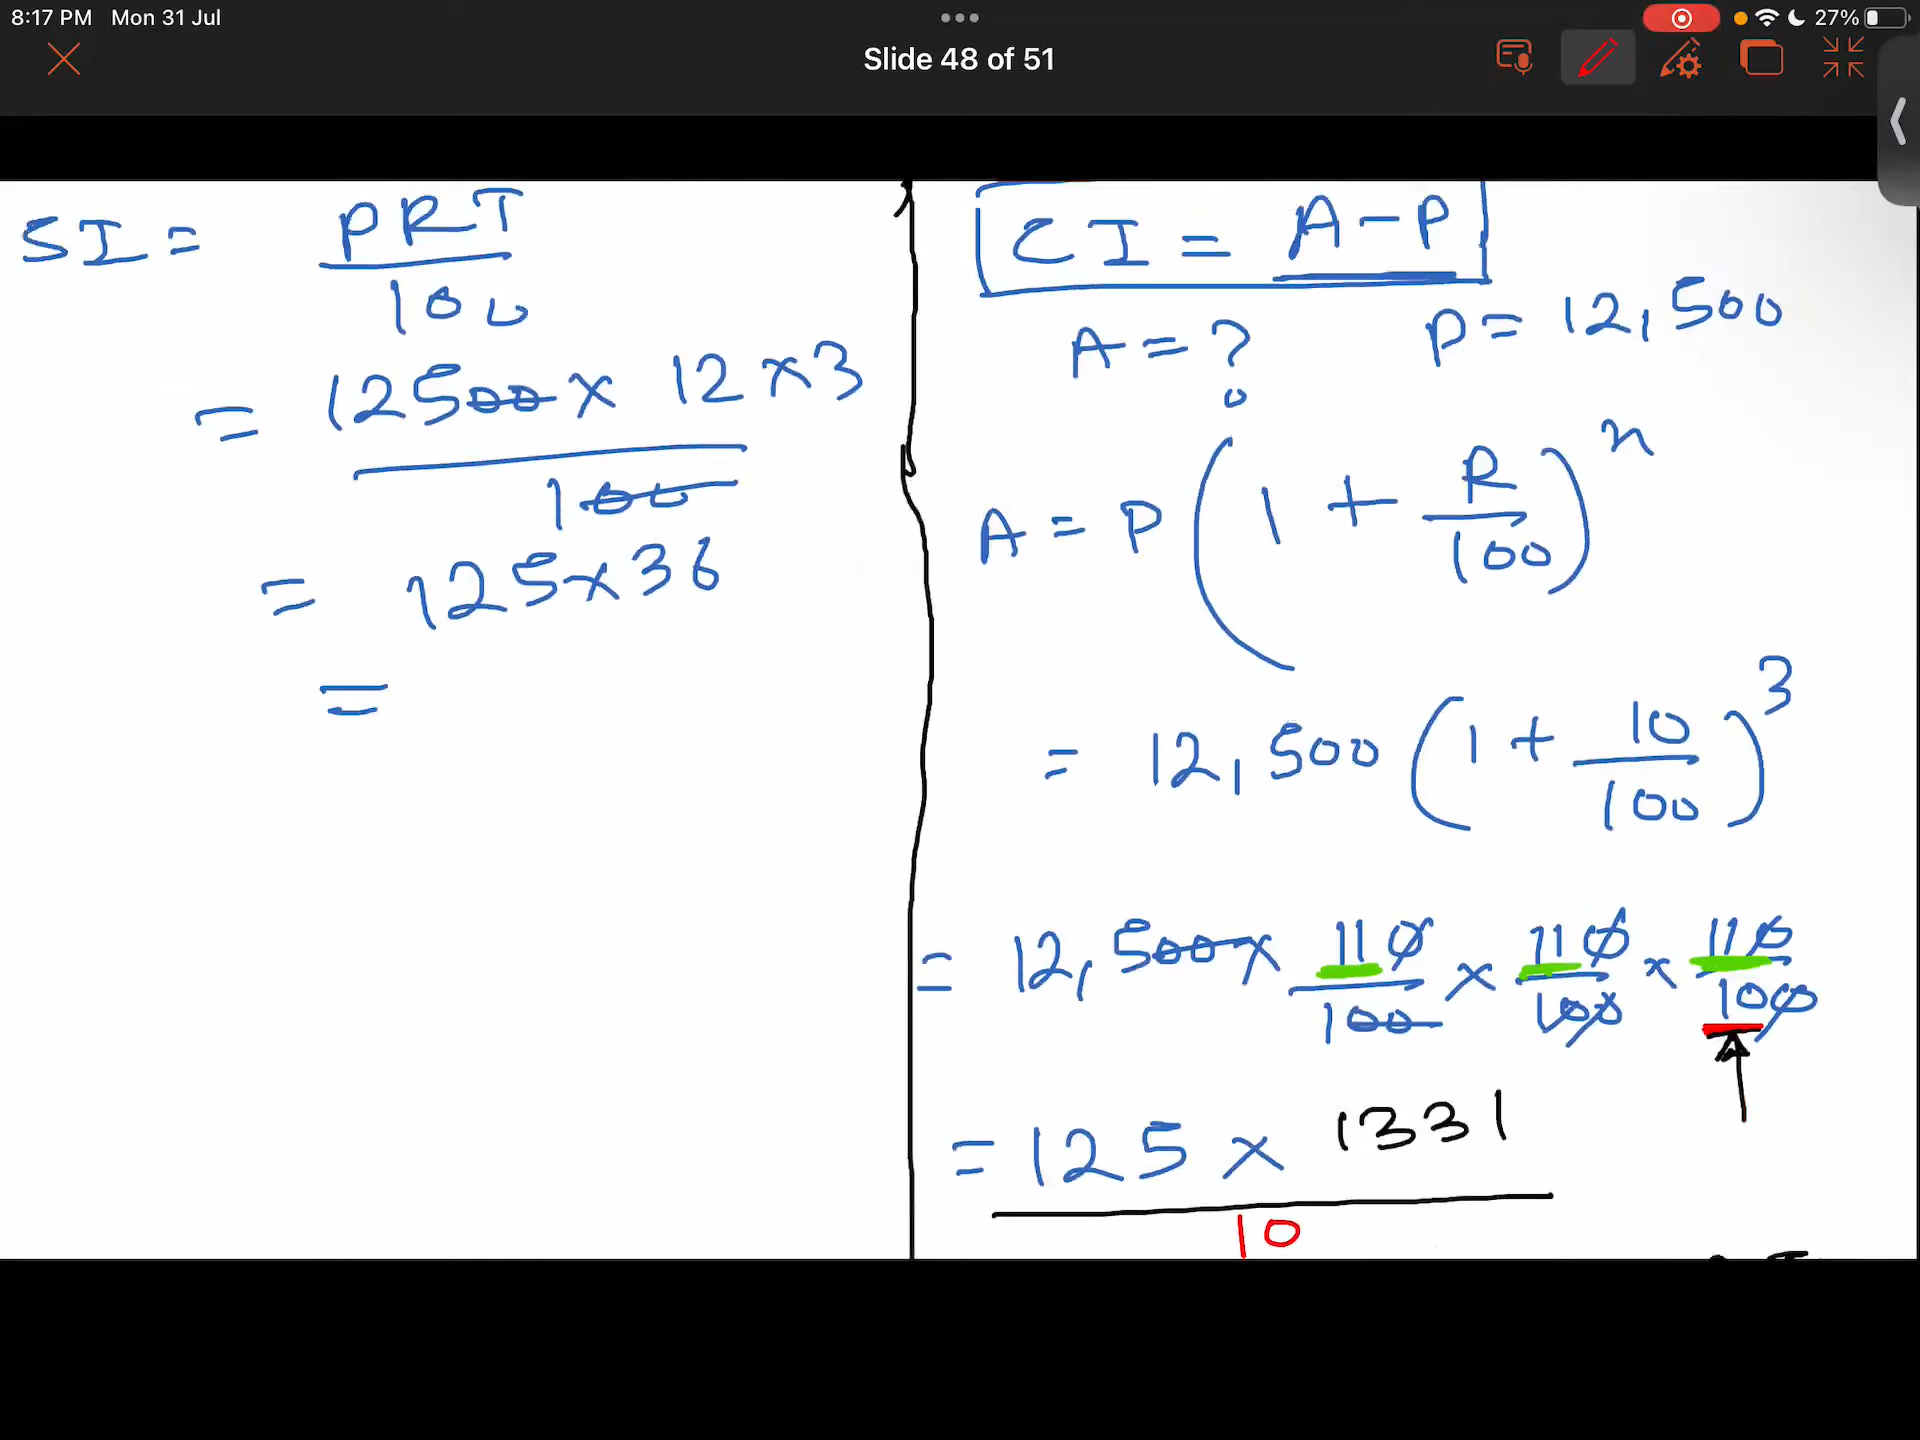 8:17 PM Mon 31 Jul
27%
Slide 48 of 51
SI = PRT
100
= 12500 x 12 x 3
100
= 125 x 36
=
CI = A - P
A = ? P = 12,500
A = P ( 1 + R/100 )^n
= 12,500 ( 1 + 10/100 )^3
= 12,500 x 110/100 x 110/100 x 110/100
= 125 x 1331
10